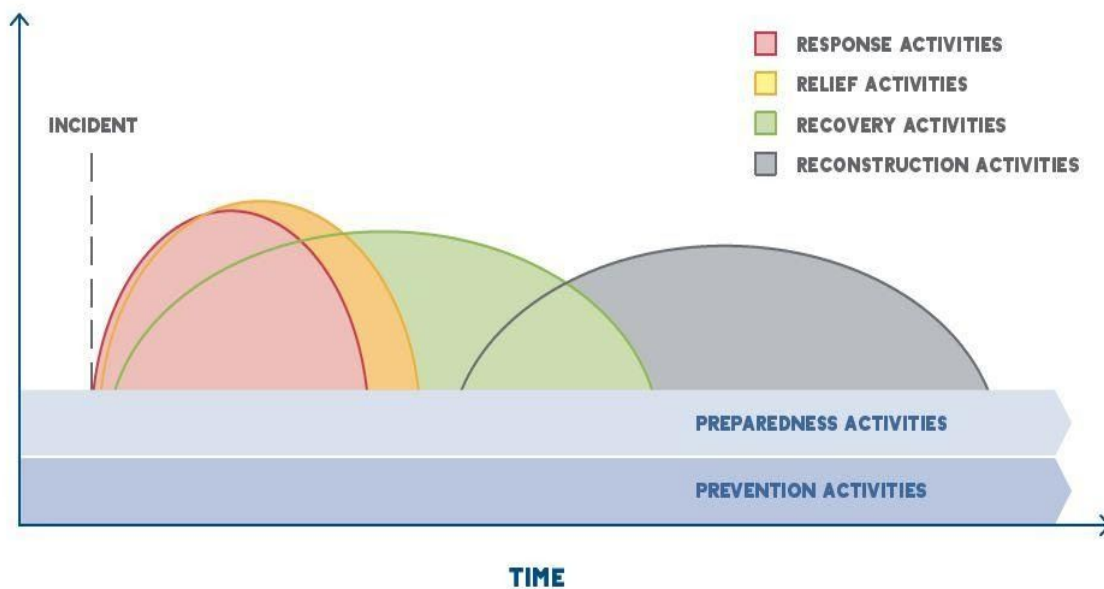 RESPONSE ACTIVITIES
RELIEF ACTIVITIES
RECOVERY ACTIVITIES
RECONSTRUCTION ACTIVITIES
INCIDENT
PREPAREDNESS ACTIVITIES
PREVENTION ACTIVITIES
TIME